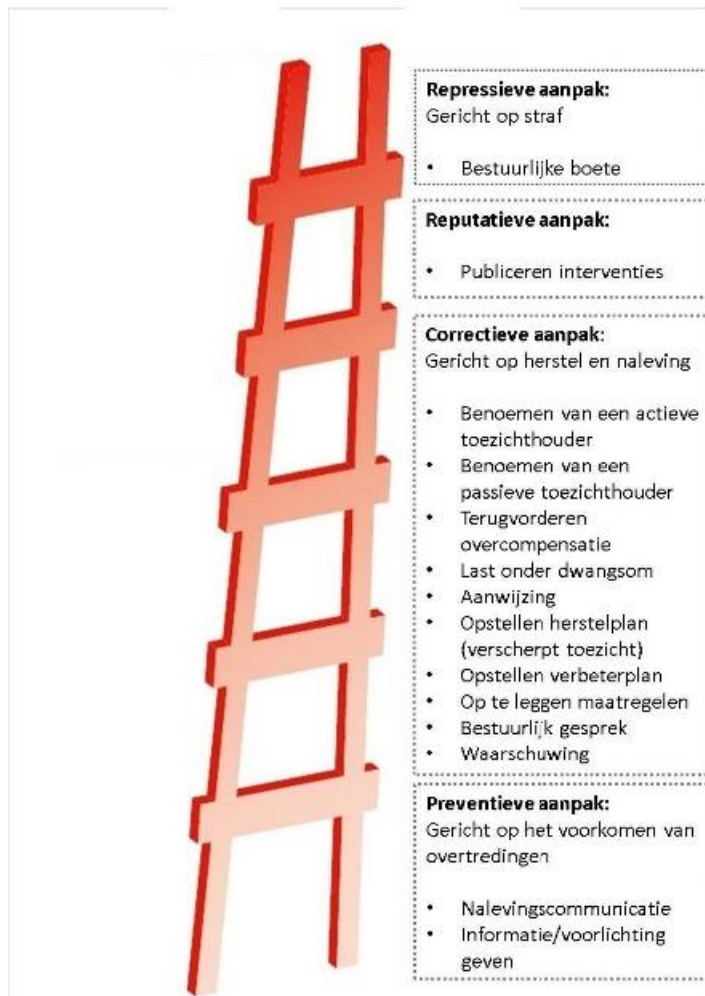 Repressieve aanpak:
Gericht op straf
• Bestuurlijke boete
Reputatieve aanpak:
• Publiceren interventies
Correctieve aanpak:
Gericht op herstel en naleving
• Benoemen van een actieve
toezichthouder
• Benoemen van een
passieve toezichthouder
• Terugvorderen
overcompensatie
• Last onder dwangsom
• Aanwijzing
• Opstellen herstelplan
(verscherpt toezicht)
• Opstellen verbeterplan
• Op te leggen maatregelen
• Bestuurlijk gesprek
• Waarschuwing
Preventieve aanpak:
Gericht op het voorkomen van
overtredingen
• Nalevingscommunicatie
• Informatie/voorlichting
geven